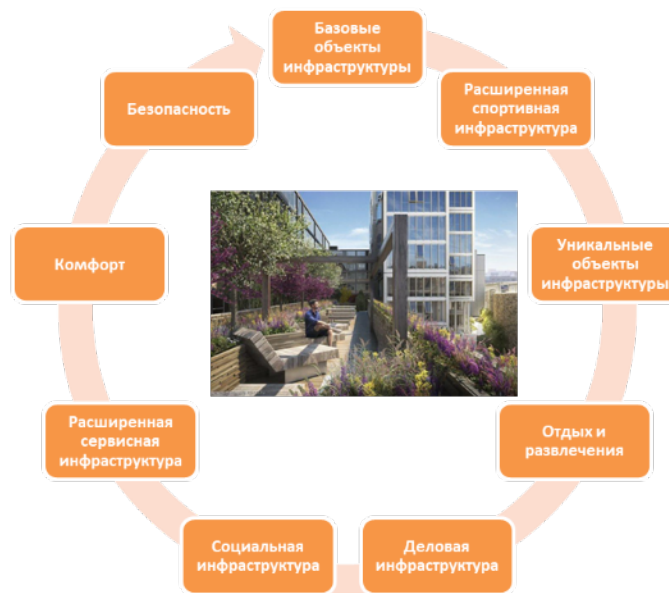 Базовые
объекты
инфраструктуры
Расширенная
спортивная
инфраструктура
Уникальные
объекты
инфраструктуры
Отдых и
развлечения
Деловая
инфраструктура
Социальная
инфраструктура
Расширенная
сервисная
инфраструктура
Комфорт
Безопасность